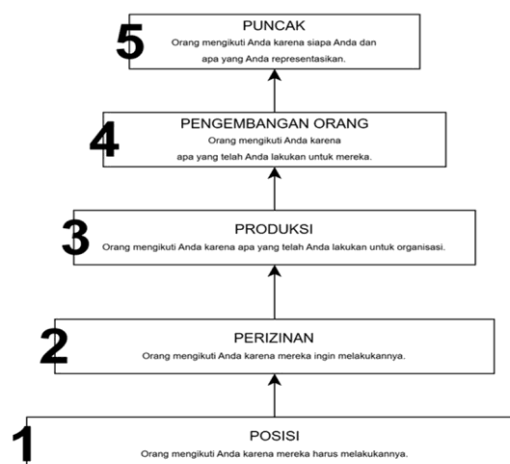 5
PUNCAK
Orang mengikuti Anda karena siapa Anda dan
apa yang Anda representasikan.
4
PENGEMBANGAN ORANG
Orang mengikuti Anda karena
apa yang telah Anda lakukan untuk mereka.
3
PRODUKSI
Orang mengikuti Anda karena apa yang telah Anda lakukan untuk organisasi.
2
PERIZINAN
Orang mengikuti Anda karena mereka ingin melakukannya.
1
POSISI
Orang mengikuti Anda karena mereka harus melakukannya.